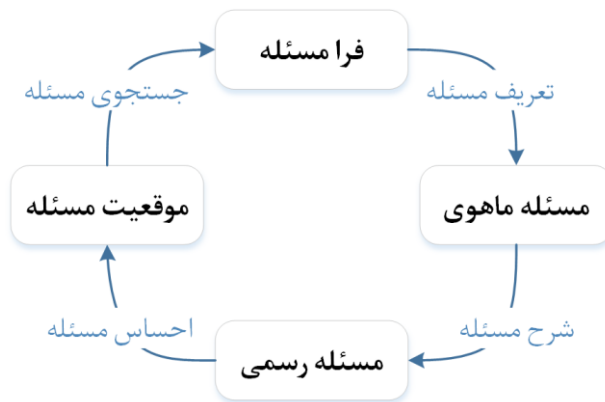 فرا مسئله
تعریف مسئله
جستجوی مسئله
مسئله ماهوی
موقعیت مسئله
شرح مسئله
احساس مسئله
مسئله رسمی